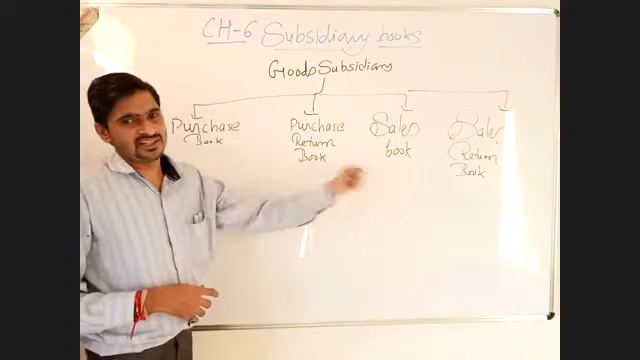 CH-6 Subsidiary books
Goods Subsidiary
Purchase
Book
Purchase
Return
Book
Sales
book
Sales
Return
Book